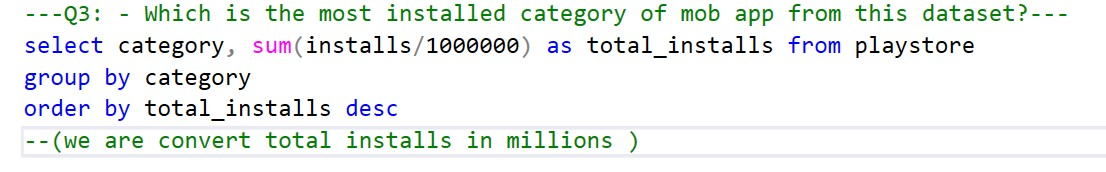 ---Q3: - Which is the most installed category of mob app from this dataset?---
select category, sum(installs/1000000) as total_installs from playstore
group by category
order by total_installs desc
--(we are convert total installs in millions )